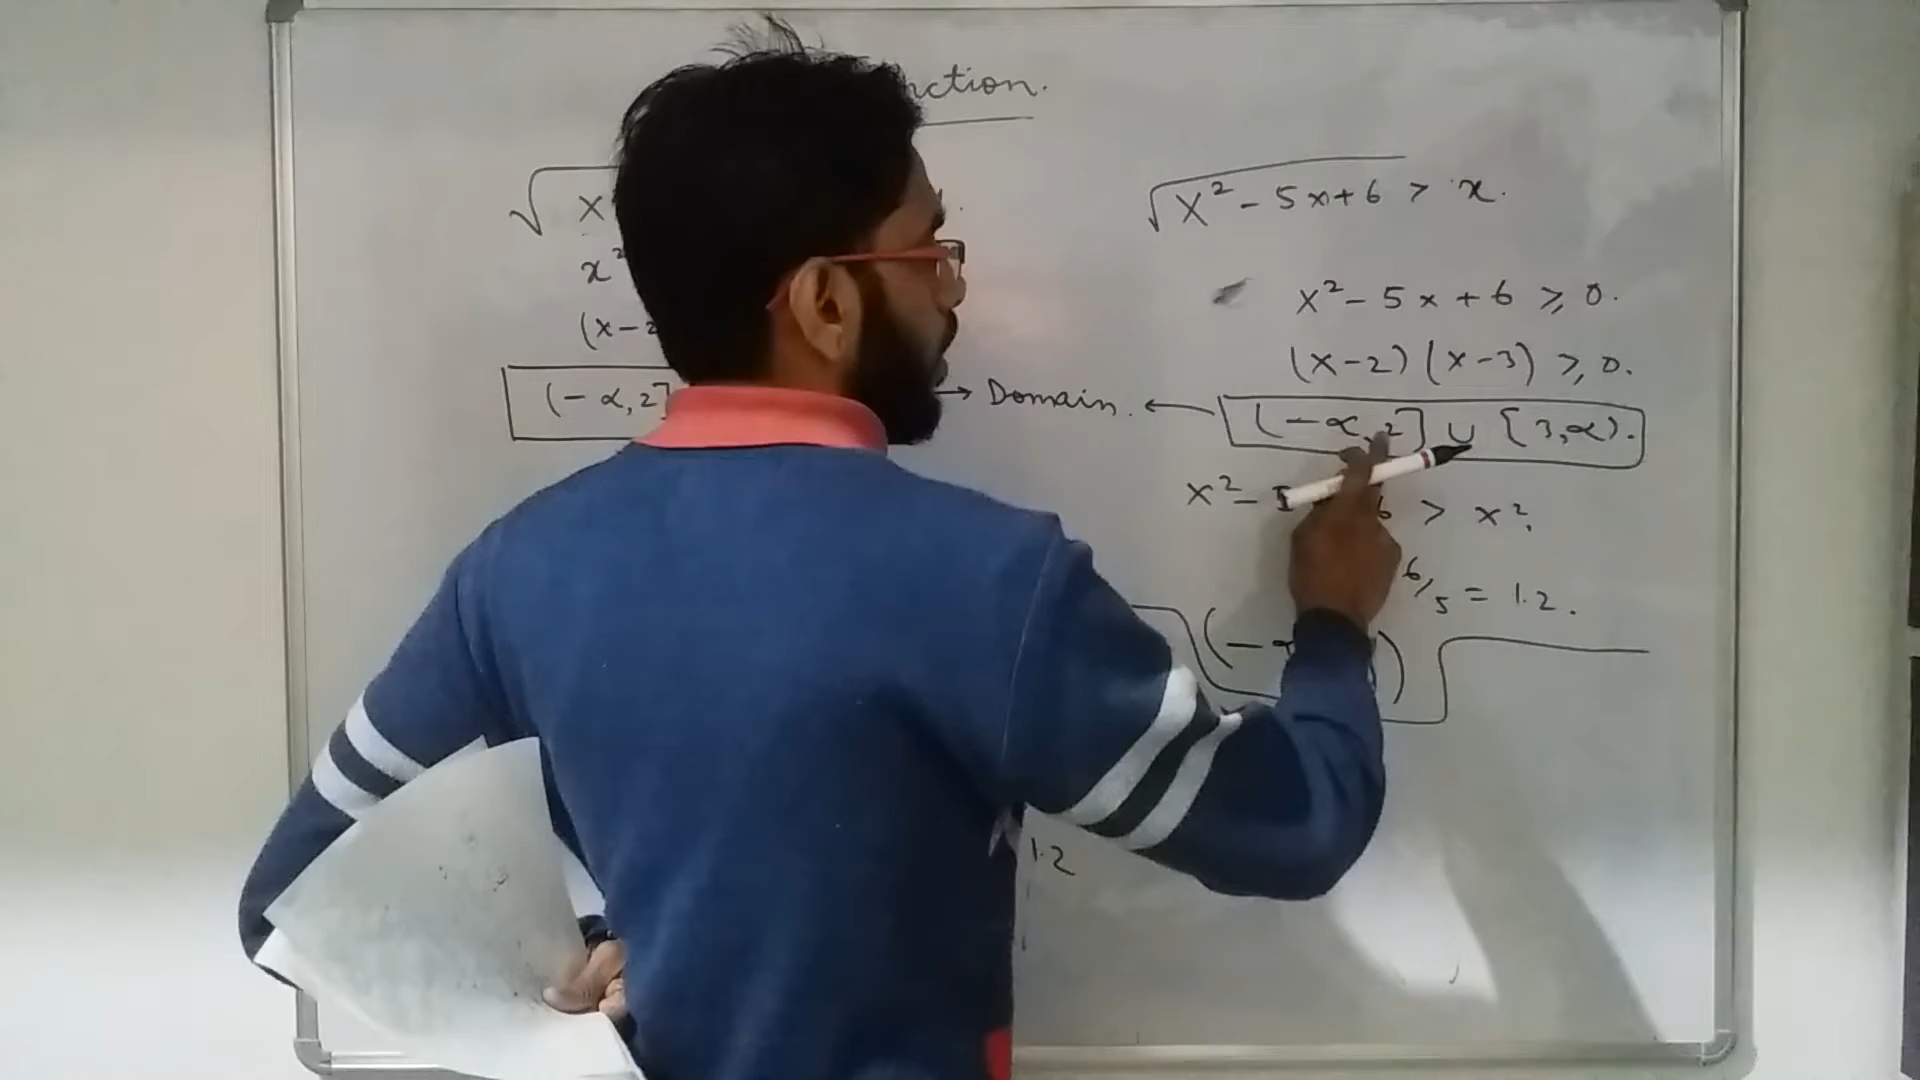 nction.
√x
x²
(x-2
(-∝,2]
→ Domain. ←
√x² - 5x+6 > x.
x² - 5x + 6 ⩾ 0.
(x-2) (x-3) ⩾ 0.
(-∝,2] ∪ [3,∝).
x² - 5 6 > x².
6/5 = 1.2.
(-∝ )
1.2